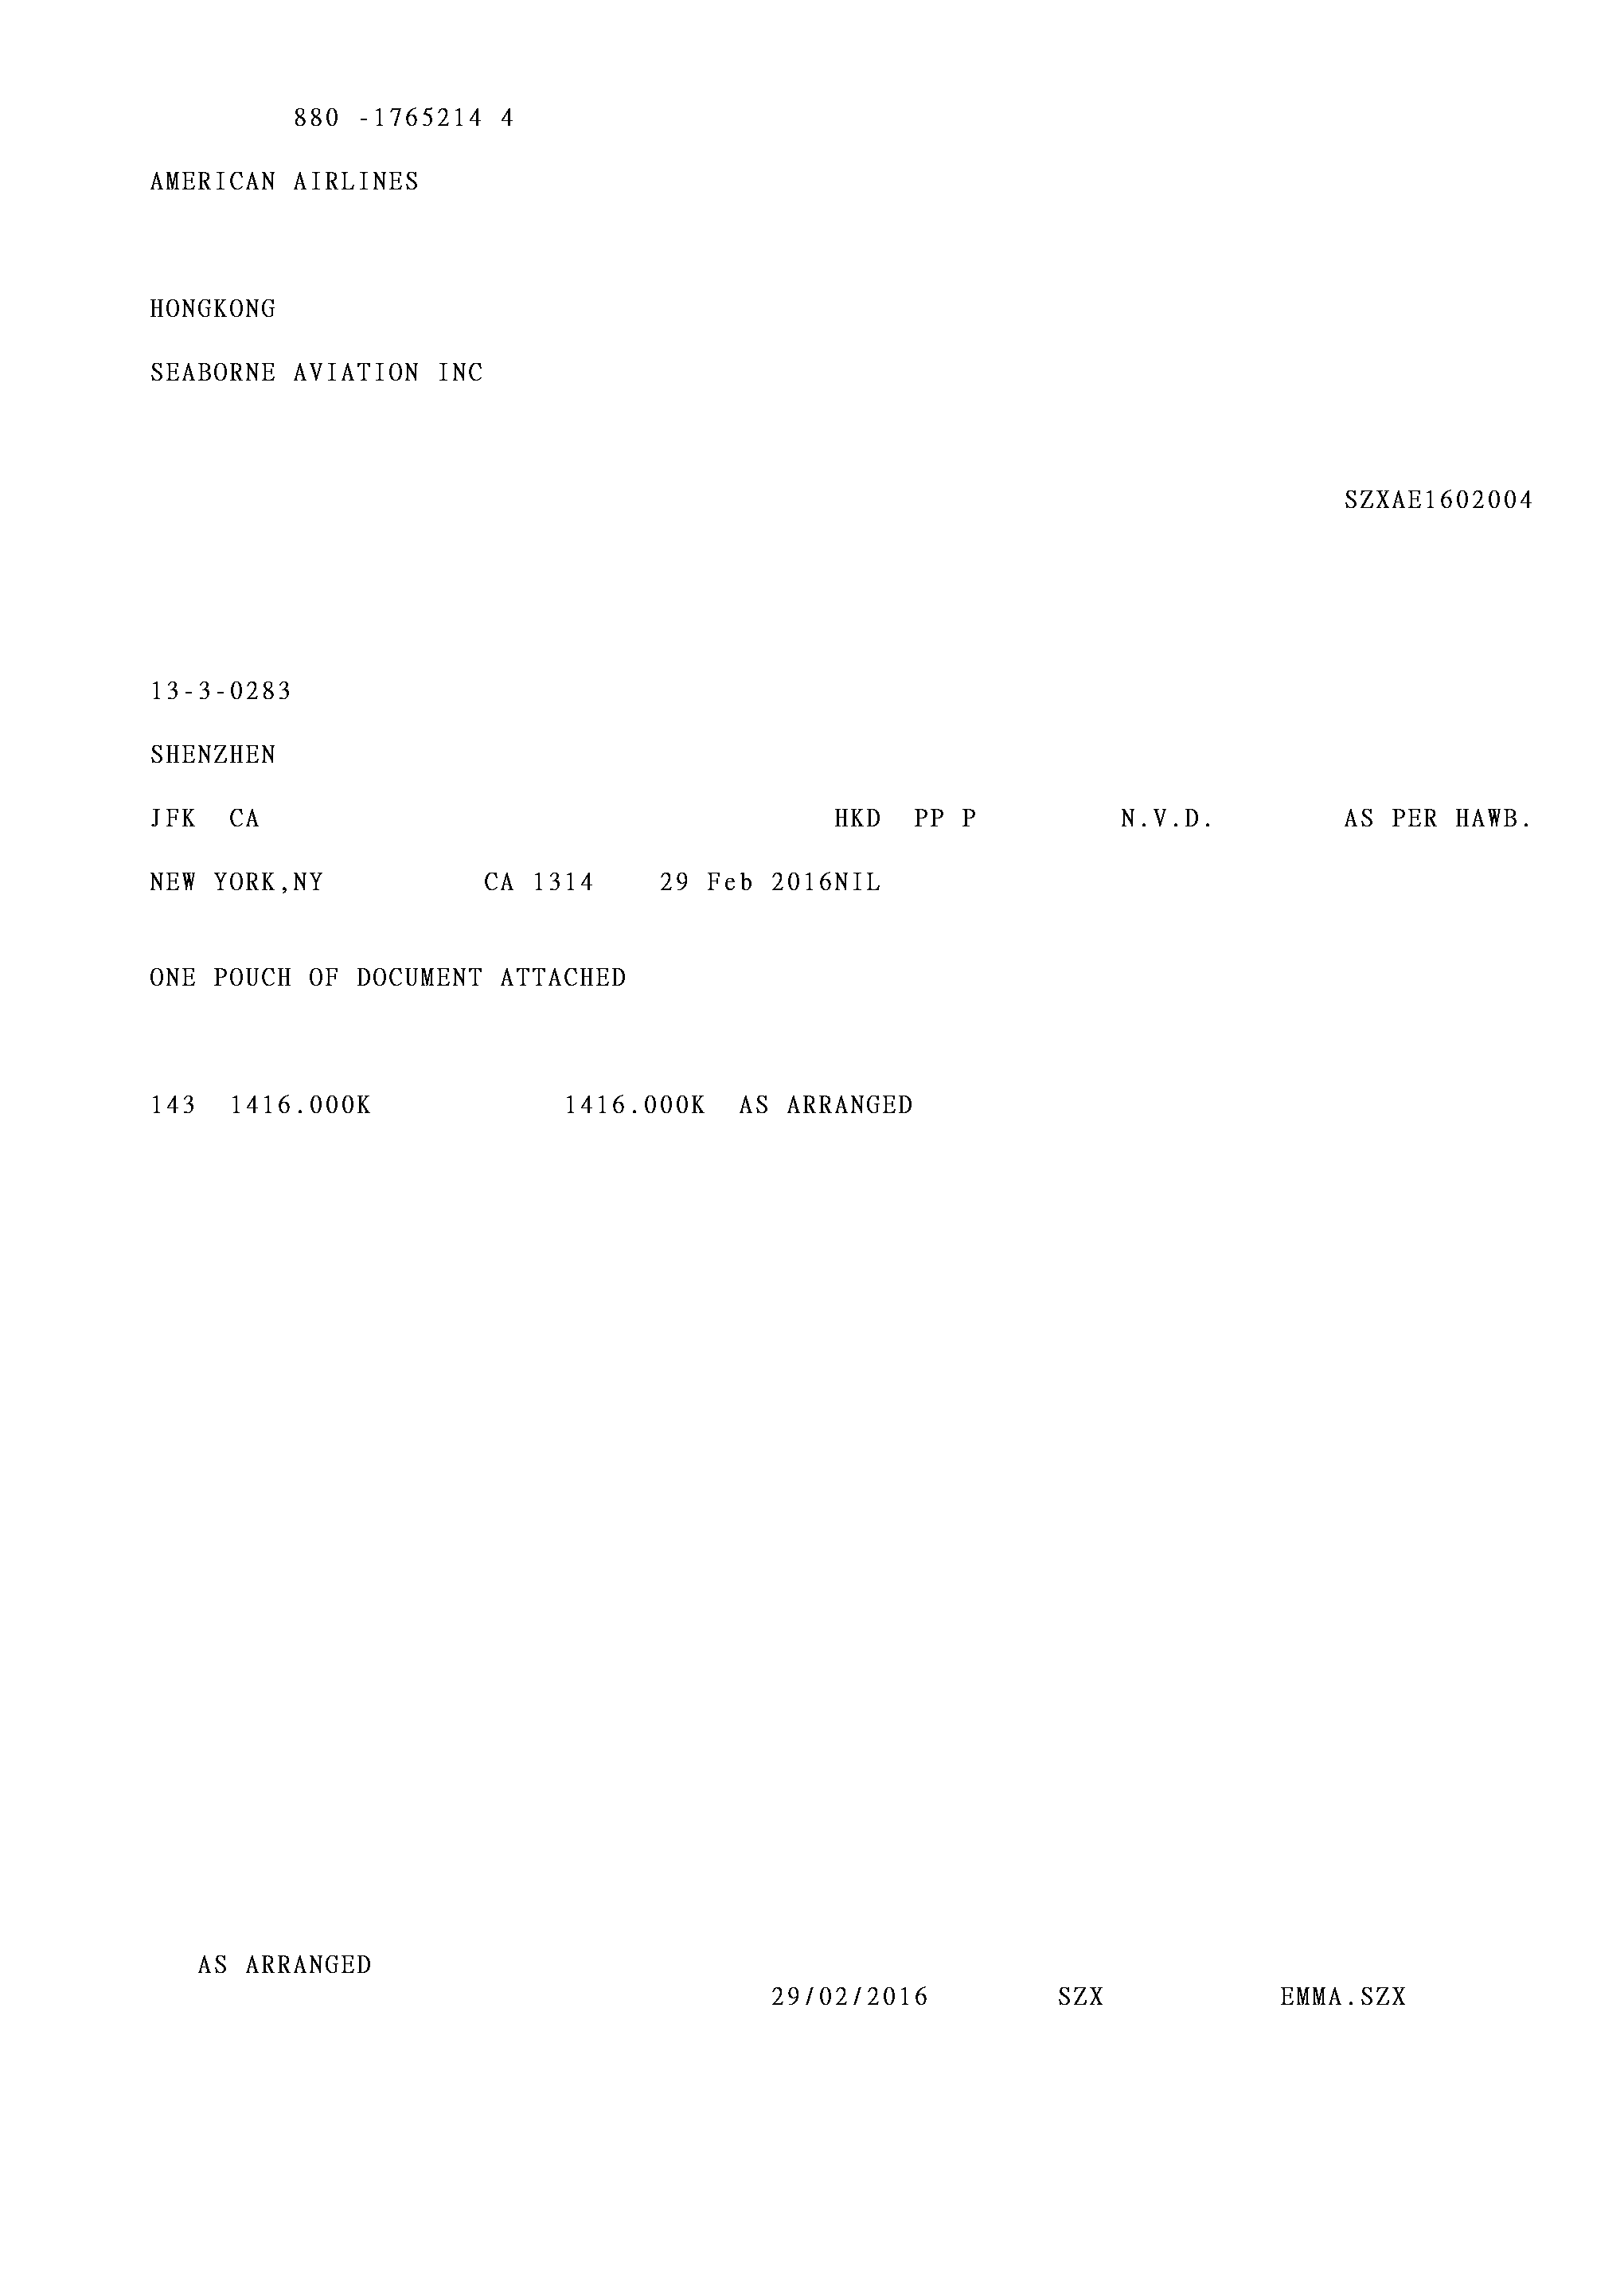 880 -1765214 4
AMERICAN AIRLINES
HONGKONG
SEABORNE AVIATION INC
SZXAE1602004
13-3-0283
SHENZHEN
JFK CA HKD PP P N.V.D. AS PER HAWB.
NEW YORK,NY CA 1314 29 Feb 2016NIL
ONE POUCH OF DOCUMENT ATTACHED
143 1416.000K 1416.000K AS ARRANGED
AS ARRANGED
29/02/2016 SZX EMMA.SZX